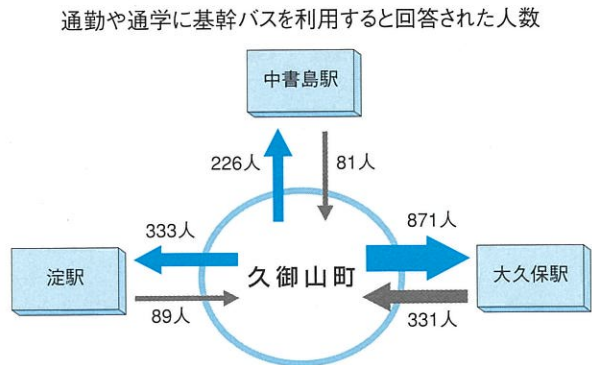 通勤や通学に基幹バスを利用すると回答された人数
中書島駅
226人
81人
333人
871人
淀駅
久御山町
大久保駅
89人
331人